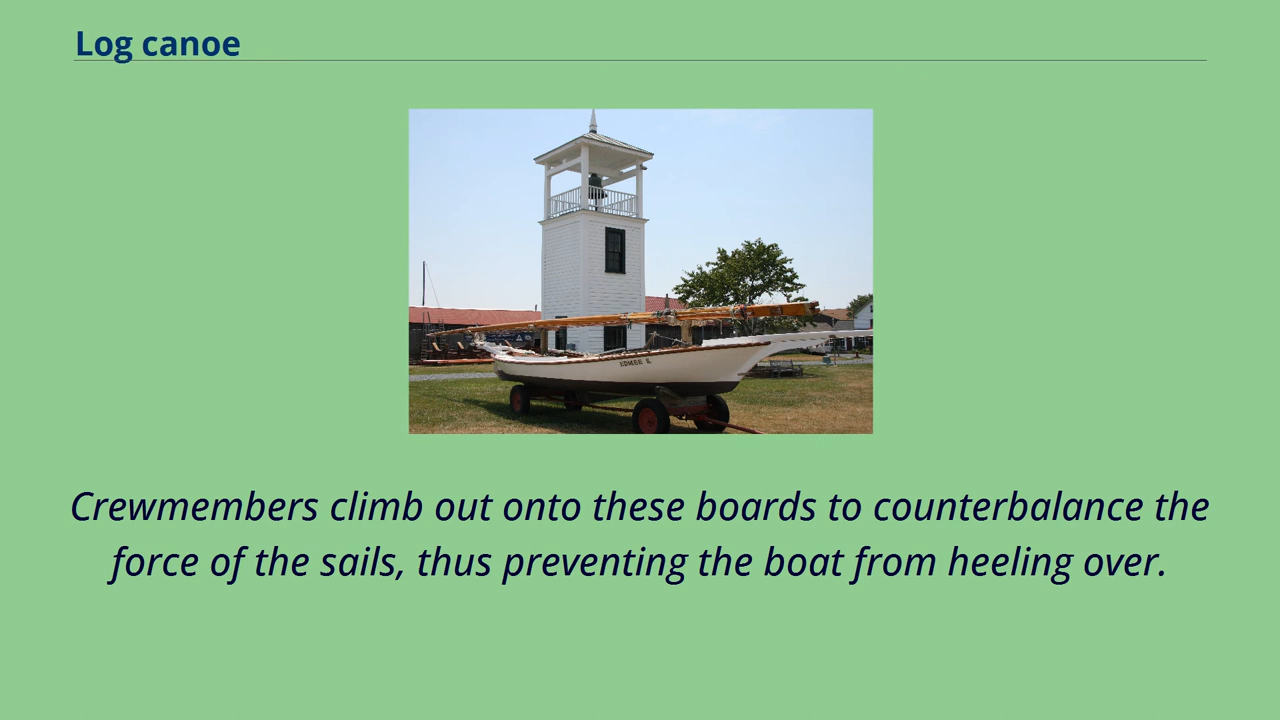 Log canoe
Crewmembers climb out onto these boards to counterbalance the
force of the sails, thus preventing the boat from heeling over.